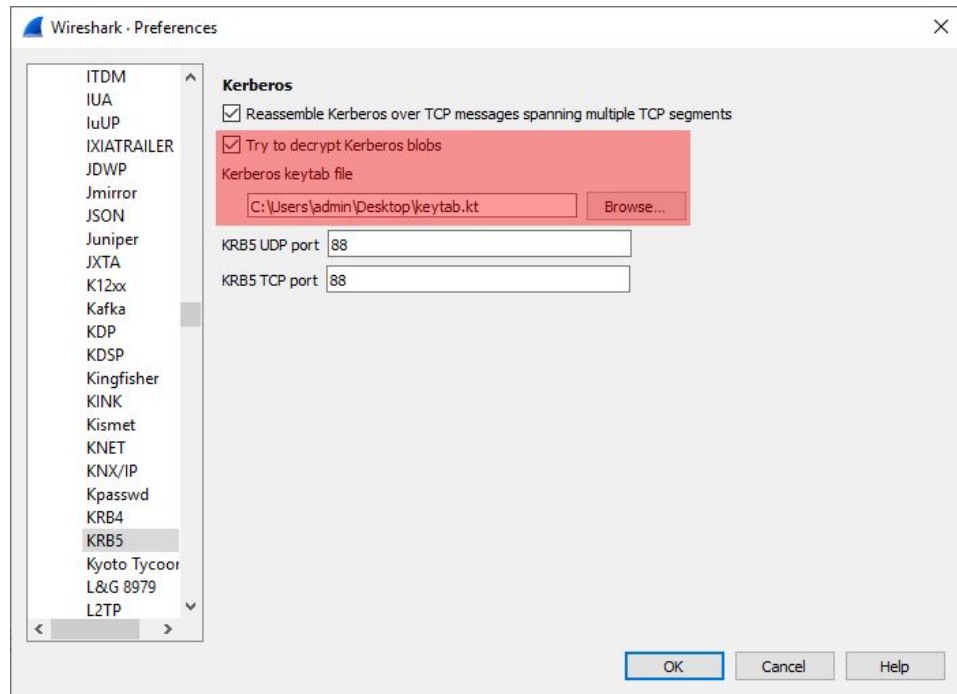 Wireshark · Preferences
ITDM
IUA
IuUP
IXIATRAILER
JDWP
Jmirror
JSON
Juniper
JXTA
K12xx
Kafka
KDP
KDSP
Kingfisher
KINK
Kismet
KNET
KNX/IP
Kpasswd
KRB4
KRB5
Kyoto Tycoon
L&G 8979
L2TP
Kerberos
Reassemble Kerberos over TCP messages spanning multiple TCP segments
Try to decrypt Kerberos blobs
Kerberos keytab file
C:\Users\admin\Desktop\keytab.kt Browse...
KRB5 UDP port 88
KRB5 TCP port 88
OK Cancel Help